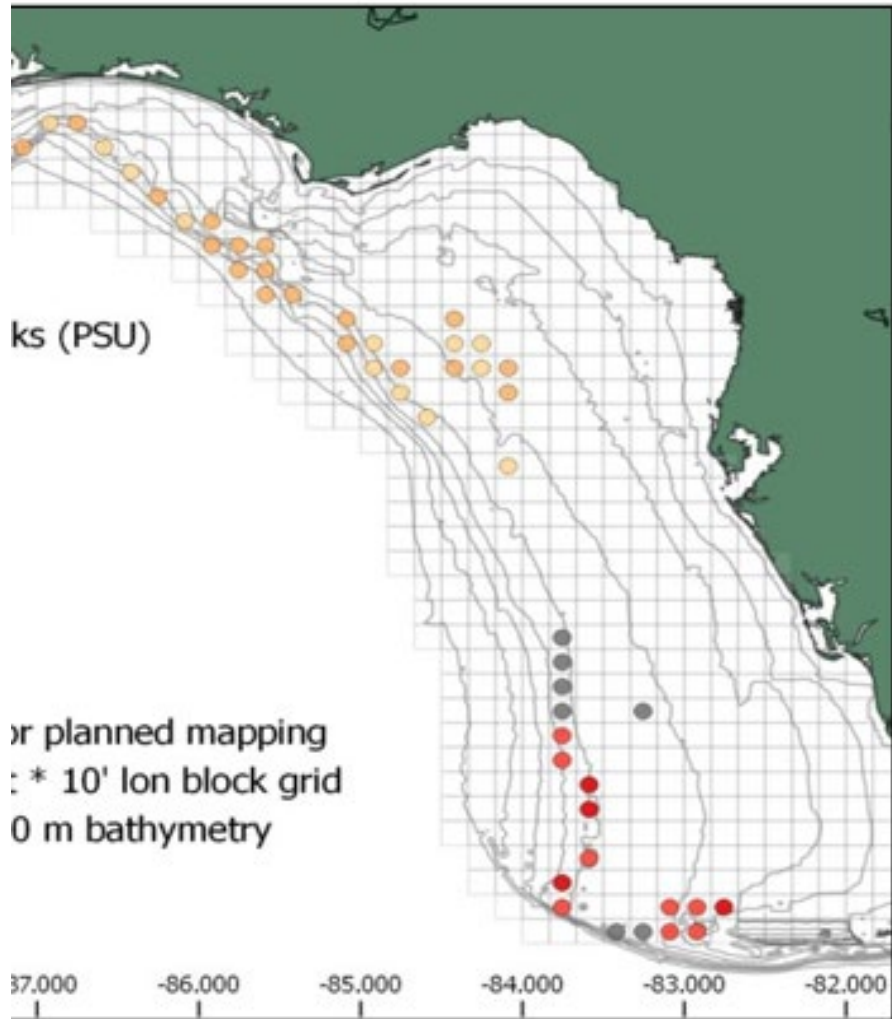 ks (PSU)
or planned mapping
t * 10' lon block grid
0 m bathymetry
37.000 -86.000 -85.000 -84.000 -83.000 -82.000